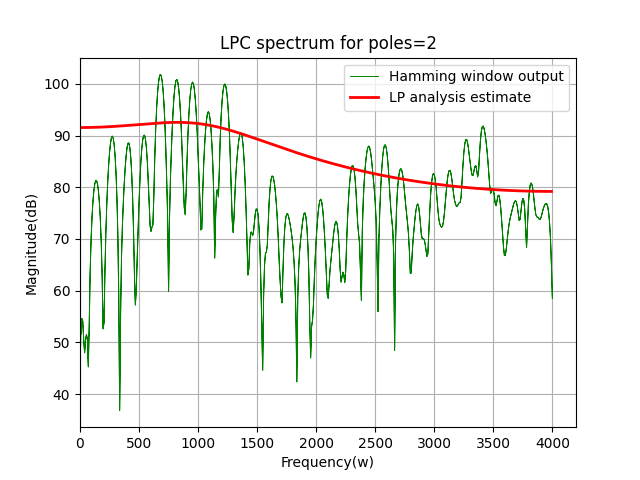 LPC spectrum for poles=2
Hamming window output
LP analysis estimate
Magnitude(dB)
100
90
80
70
60
50
40
0 500 1000 1500 2000 2500 3000 3500 4000
Frequency(w)